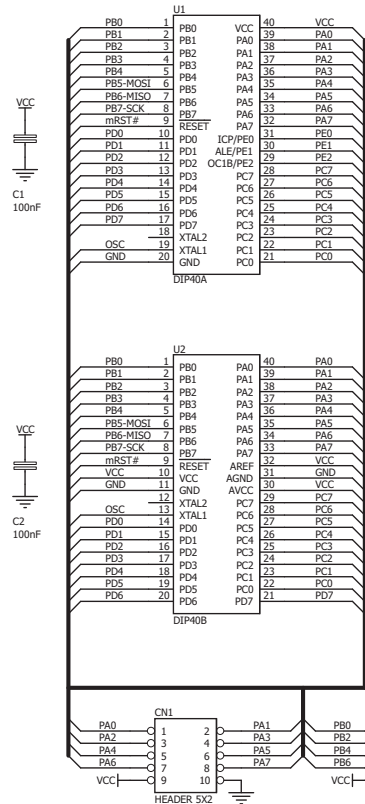 U1
PB0 1 PB0 VCC 40 VCC
PB1 2 PB1 PA0 39 PA0
PB2 3 PB2 PA1 38 PA1
PB3 4 PB3 PA2 37 PA2
PB4 5 PB4 PA3 36 PA3
PB5-MOSI 6 PB5 PA4 35 PA4
PB6-MISO 7 PB6 PA5 34 PA5
PB7-SCK 8 PB7 PA6 33 PA6
mRST# 9 RESET PA7 32 PA7
PD0 10 PD0 ICP/PE0 31 PE0
PD1 11 PD1 ALE/PE1 30 PE1
PD2 12 PD2 OC1B/PE2 29 PE2
PD3 13 PD3 PC7 28 PC7
PD4 14 PD4 PC6 27 PC6
PD5 15 PD5 PC5 26 PC5
PD6 16 PD6 PC4 25 PC4
PD7 17 PD7 PC3 24 PC3
18 XTAL2 PC2 23 PC2
OSC 19 XTAL1 PC1 22 PC1
GND 20 GND PC0 21 PC0
DIP40A
VCC
C1
100nF
U2
PB0 1 PB0 PA0 40 PA0
PB1 2 PB1 PA1 39 PA1
PB2 3 PB2 PA2 38 PA2
PB3 4 PB3 PA3 37 PA3
PB4 5 PB4 PA4 36 PA4
PB5-MOSI 6 PB5 PA5 35 PA5
PB6-MISO 7 PB6 PA6 34 PA6
PB7-SCK 8 PB7 PA7 33 PA7
mRST# 9 RESET AREF 32 VCC
VCC 10 VCC AGND 31 GND
GND 11 GND AVCC 30 VCC
12 XTAL2 PC7 29 PC7
OSC 13 XTAL1 PC6 28 PC6
PD0 14 PD0 PC5 27 PC5
PD1 15 PD1 PC4 26 PC4
PD2 16 PD2 PC3 25 PC3
PD3 17 PD3 PC2 24 PC2
PD4 18 PD4 PC1 23 PC1
PD5 19 PD5 PC0 22 PC0
PD6 20 PD6 PD7 21 PD7
DIP40B
VCC
C2
100nF
CN1
PA0 1 2 PA1 PB0
PA2 3 4 PA3 PB2
PA4 5 6 PA5 PB4
PA6 7 8 PA7 PB6
VCC 9 10 VCC
HEADER 5X2